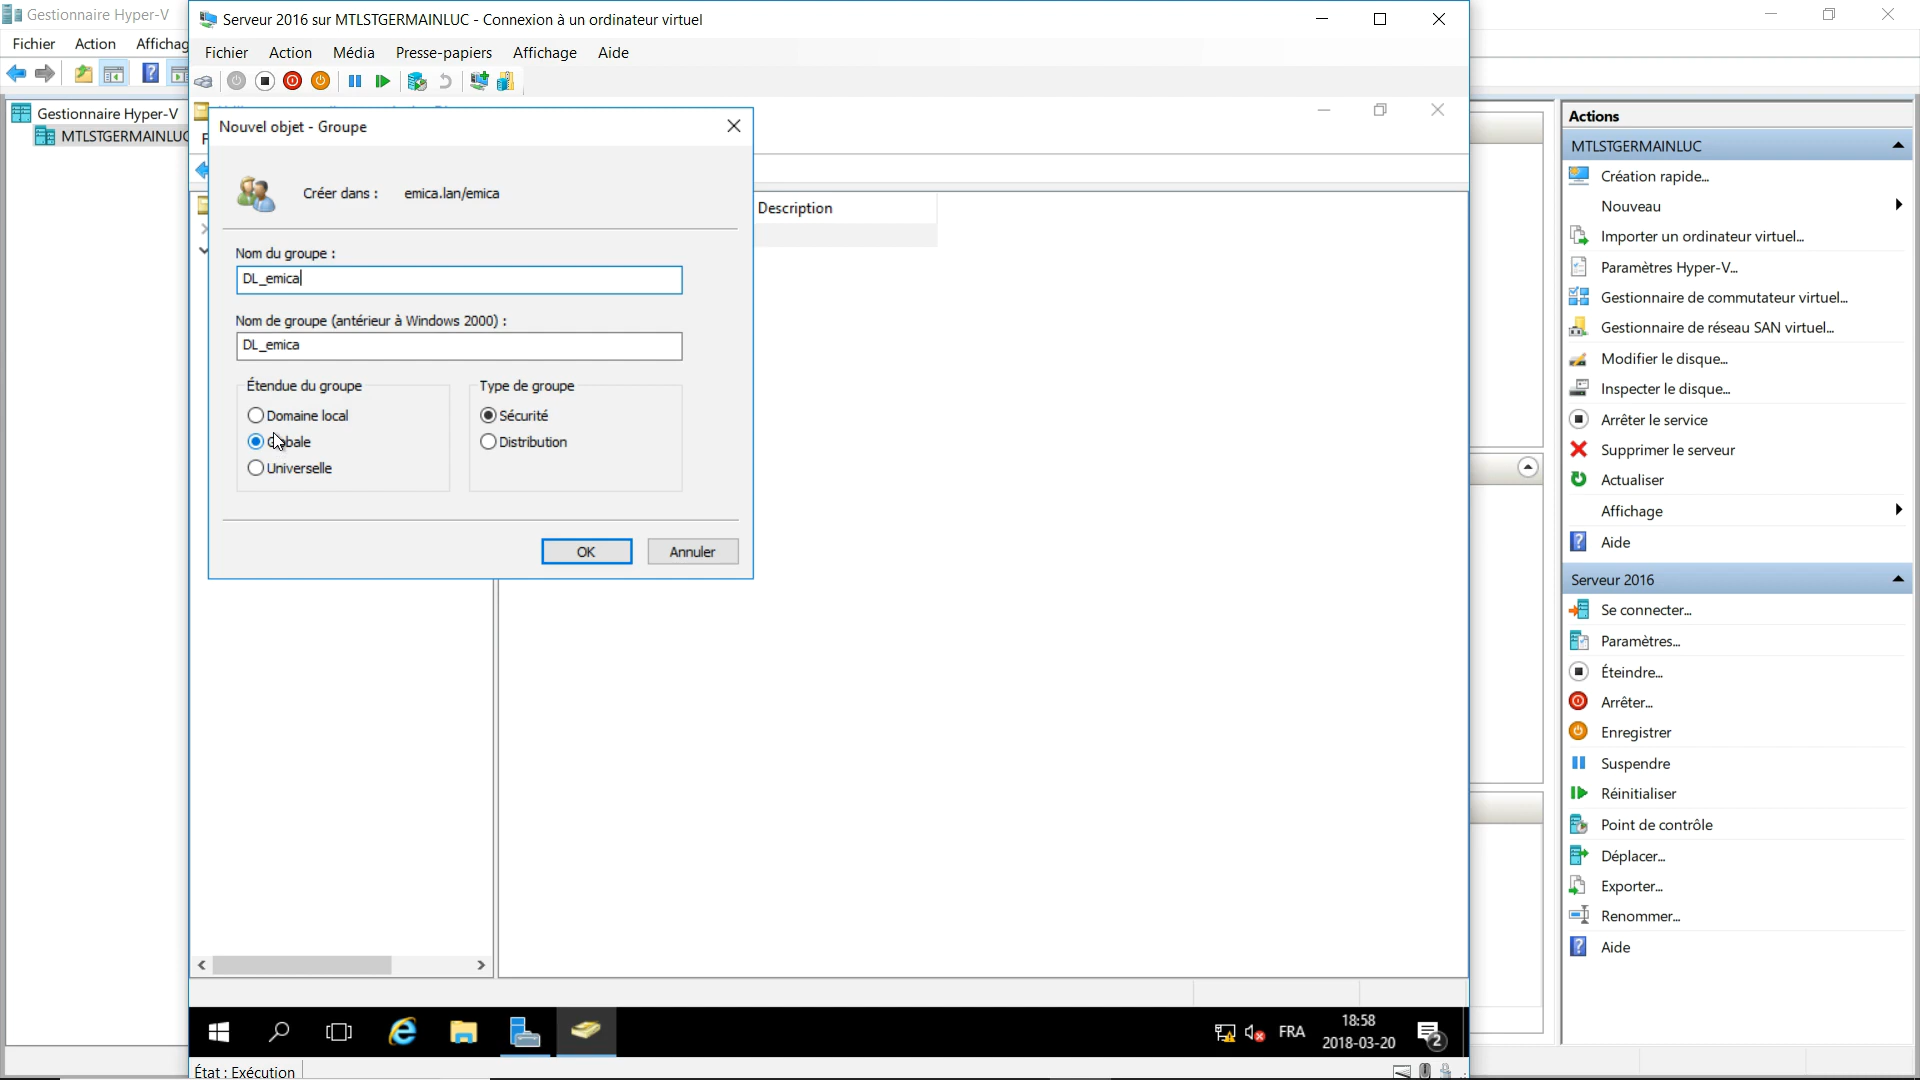 Gestionnaire Hyper-V
Fichier Action Affichag
Gestionnaire Hyper-V
MTLSTGERMAINLUC
Serveur 2016 sur MTLSTGERMAINLUC - Connexion à un ordinateur virtuel
Fichier Action Média Presse-papiers Affichage Aide
Nouvel objet - Groupe
Créer dans : emica.lan/emica
Nom du groupe :
DL_emica
Nom de groupe (antérieur à Windows 2000) :
DL_emica
Étendue du groupe
Domaine local
Globale
Universelle
Type de groupe
Sécurité
Distribution
OK Annuler
Description
FRA
18:58
2018-03-20
2
État : Exécution
Actions
MTLSTGERMAINLUC
Création rapide...
Nouveau
Importer un ordinateur virtuel...
Paramètres Hyper-V...
Gestionnaire de commutateur virtuel...
Gestionnaire de réseau SAN virtuel...
Modifier le disque...
Inspecter le disque...
Arrêter le service
Supprimer le serveur
Actualiser
Affichage
Aide
Serveur 2016
Se connecter...
Paramètres...
Éteindre...
Arrêter...
Enregistrer
Suspendre
Réinitialiser
Point de contrôle
Déplacer...
Exporter...
Renommer...
Aide